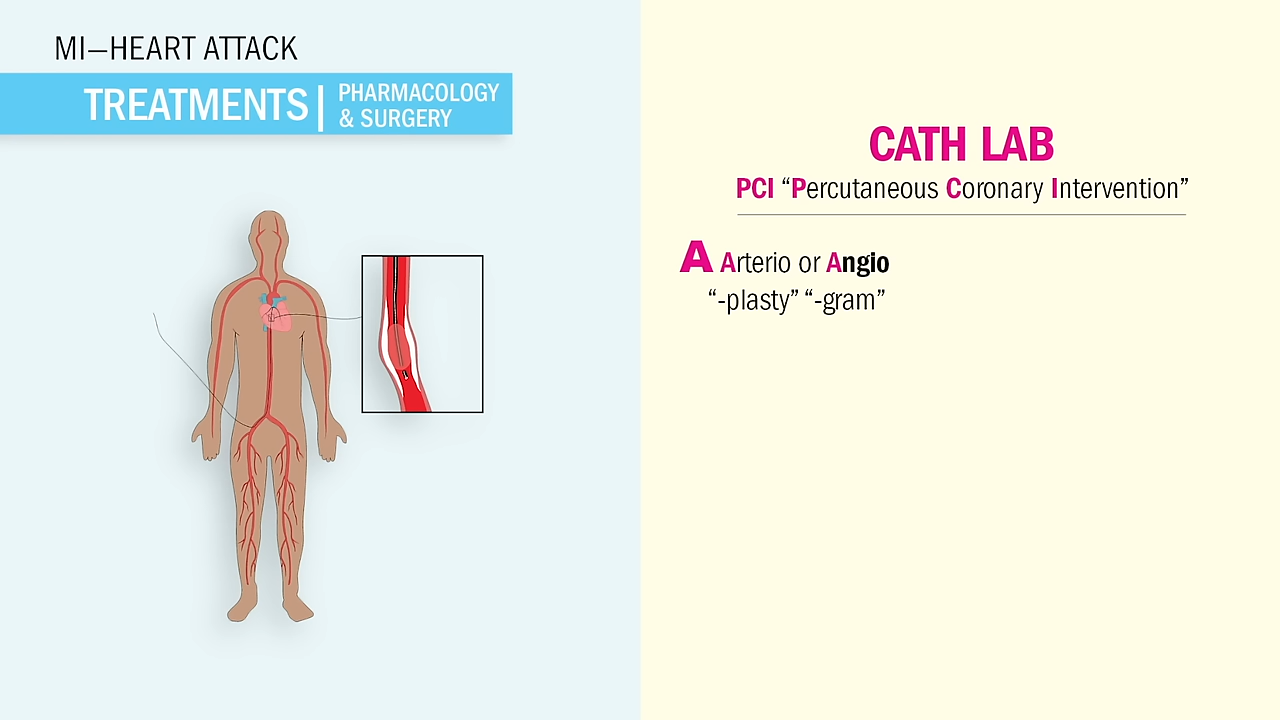 MI—HEART ATTACK
TREATMENTS | PHARMACOLOGY
& SURGERY
CATH LAB
PCI “Percutaneous Coronary Intervention”
A Arterio or Angio
“-plasty” “-gram”